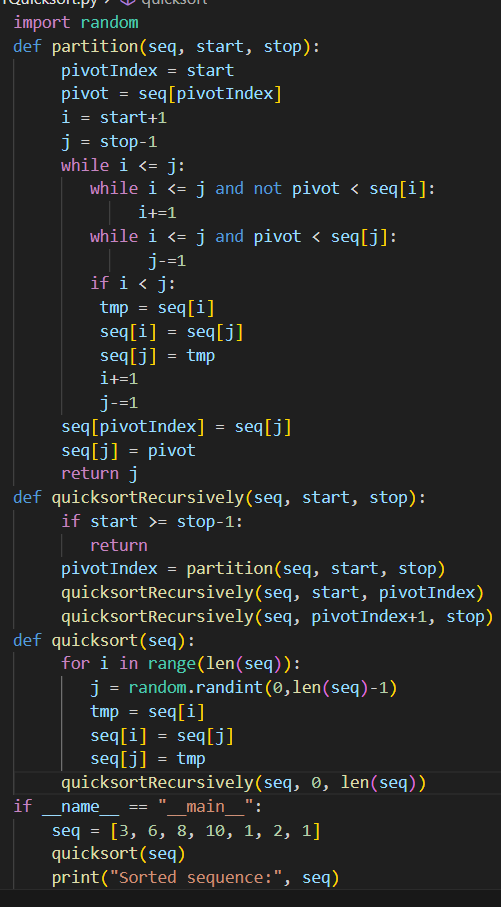 rQuicksort.py > quicksort
import random
def partition(seq, start, stop):
     pivotIndex = start
     pivot = seq[pivotIndex]
     i = start+1
     j = stop-1
     while i <= j:
        while i <= j and not pivot < seq[i]:
             i+=1
        while i <= j and pivot < seq[j]:
              j-=1
        if i < j:
         tmp = seq[i]
         seq[i] = seq[j]
         seq[j] = tmp
         i+=1
         j-=1
     seq[pivotIndex] = seq[j]
     seq[j] = pivot
     return j
def quicksortRecursively(seq, start, stop):
     if start >= stop-1:
        return
     pivotIndex = partition(seq, start, stop)
     quicksortRecursively(seq, start, pivotIndex)
     quicksortRecursively(seq, pivotIndex+1, stop)
def quicksort(seq):
     for i in range(len(seq)):
        j = random.randint(0,len(seq)-1)
        tmp = seq[i]
        seq[i] = seq[j]
        seq[j] = tmp
     quicksortRecursively(seq, 0, len(seq))
if __name__ == "__main__":
    seq = [3, 6, 8, 10, 1, 2, 1]
    quicksort(seq)
    print("Sorted sequence:", seq)